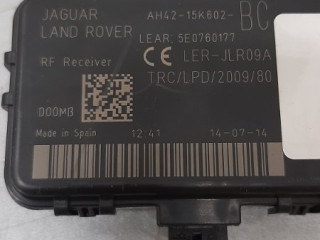 JAGUAR AH42-15K602- BC
LAND ROVER LEAR: 5E0760177
CE LER-JLR09A
RF Receiver TRC/LPD/2009/80
DOOMB
Made in Spain 12.41 14-07-14